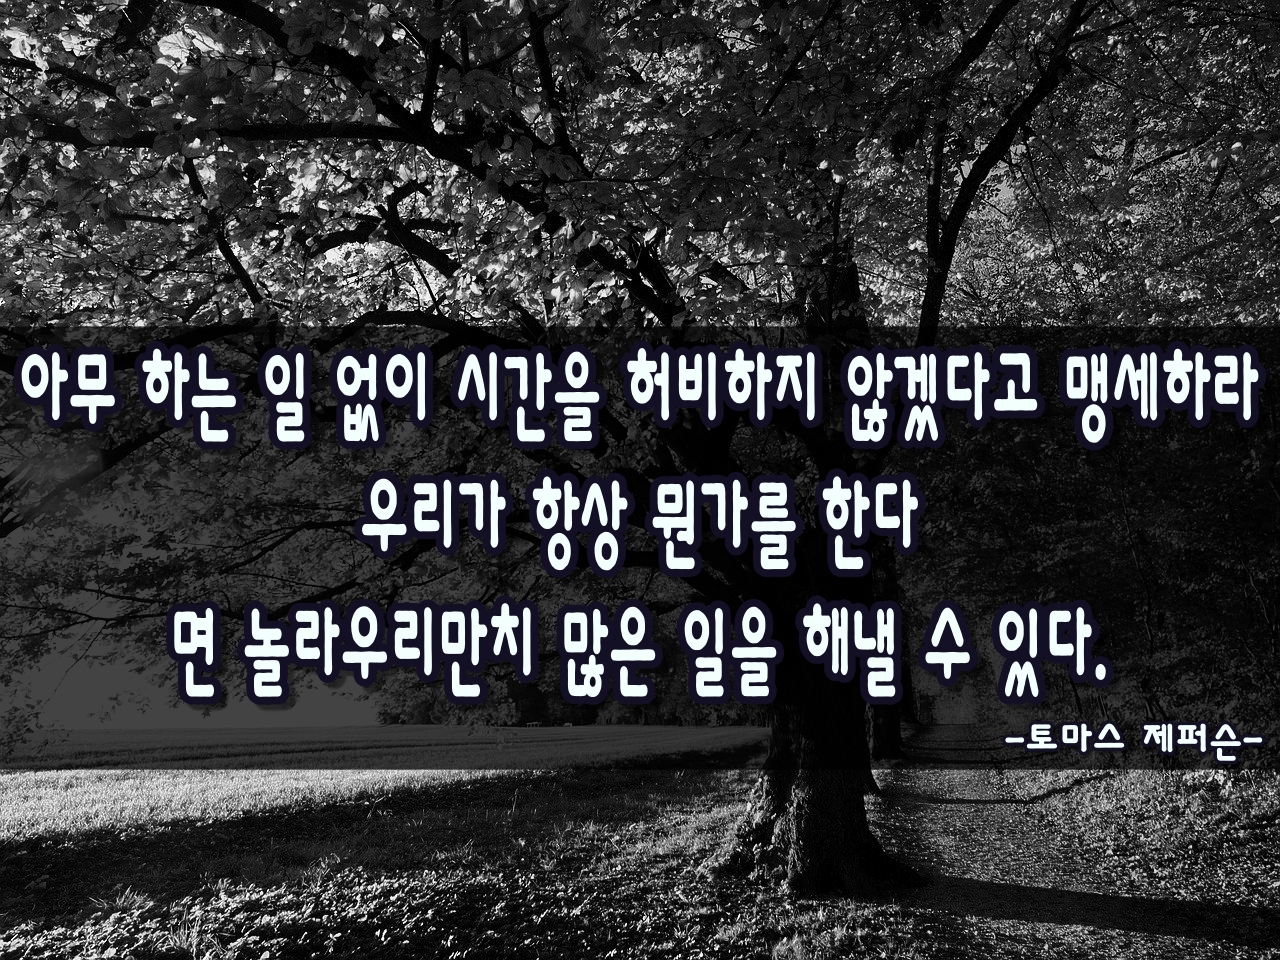 아무 하는 일 없이 시간을 허비하지 않겠다고 맹세하라
우리가 항상 뭔가를 한다
면 놀라우리만치 많은 일을 해낼 수 있다.
-토마스 제퍼슨-